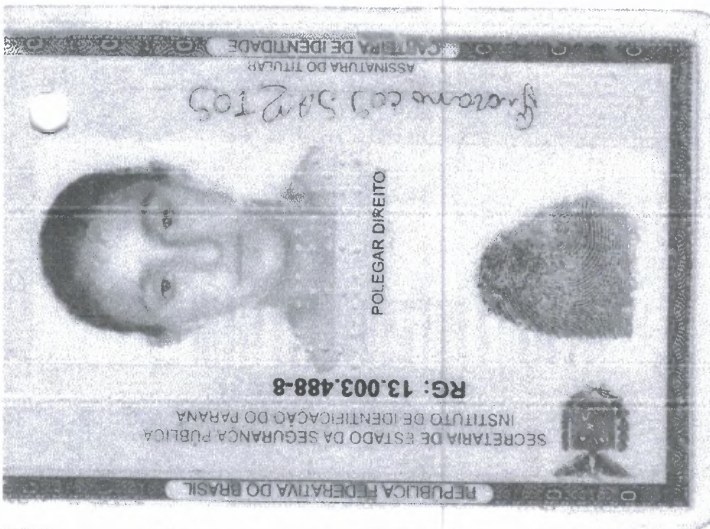 REPÚBLICA FEDERATIVA DO BRASIL
SECRETARIA DE ESTADO DA SEGURANÇA PÚBLICA
INSTITUTO DE IDENTIFICAÇÃO DO PARANÁ
RG: 13.003.488-8
POLEGAR DIREITO
ASSINATURA DO TITULAR
CARTEIRA DE IDENTIDADE